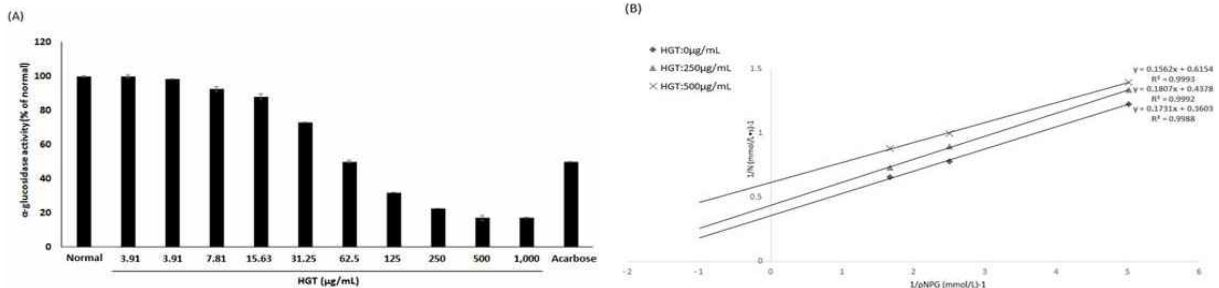 (A)
α-glucosidase activity(% of normal)
120
100
80
60
40
20
0
Normal 3.91 3.91 7.81 15.63 31.25 62.5 125 250 500 1,000 Acarbose
HGT (μg/mL)
(B)
HGT:0μg/mL
HGT:250μg/mL
HGT:500μg/mL
1/N (mmol/L•s)-1
1.5
1
0.5
0
-2 -1 0 1 2 3 4 5 6
1/pNPG (mmol/L)-1
y = 0.1562x + 0.6154
R² = 0.9993
y = 0.1807x + 0.4378
R² = 0.9992
y = 0.1731x + 0.3603
R² = 0.9988